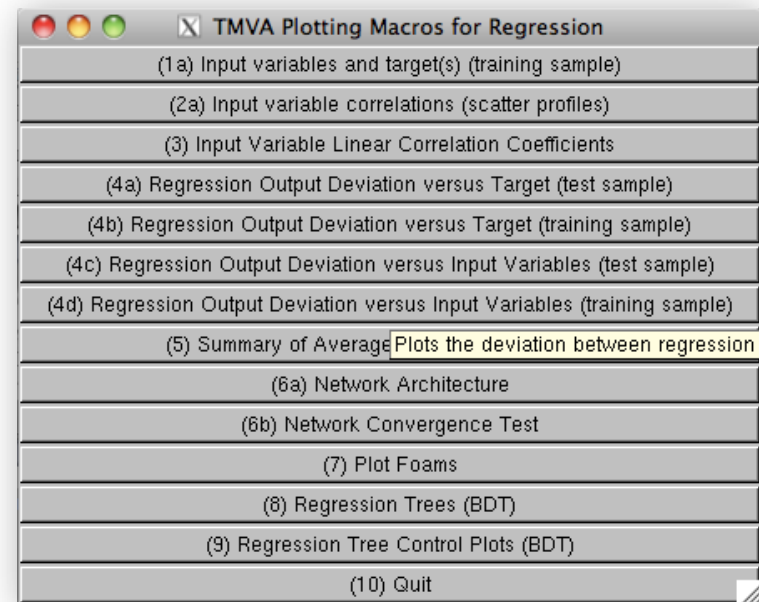 TMVA Plotting Macros for Regression
(1a) Input variables and target(s) (training sample)
(2a) Input variable correlations (scatter profiles)
(3) Input Variable Linear Correlation Coefficients
(4a) Regression Output Deviation versus Target (test sample)
(4b) Regression Output Deviation versus Target (training sample)
(4c) Regression Output Deviation versus Input Variables (test sample)
(4d) Regression Output Deviation versus Input Variables (training sample)
(5) Summary of Average Plots the deviation between regression
(6a) Network Architecture
(6b) Network Convergence Test
(7) Plot Foams
(8) Regression Trees (BDT)
(9) Regression Tree Control Plots (BDT)
(10) Quit